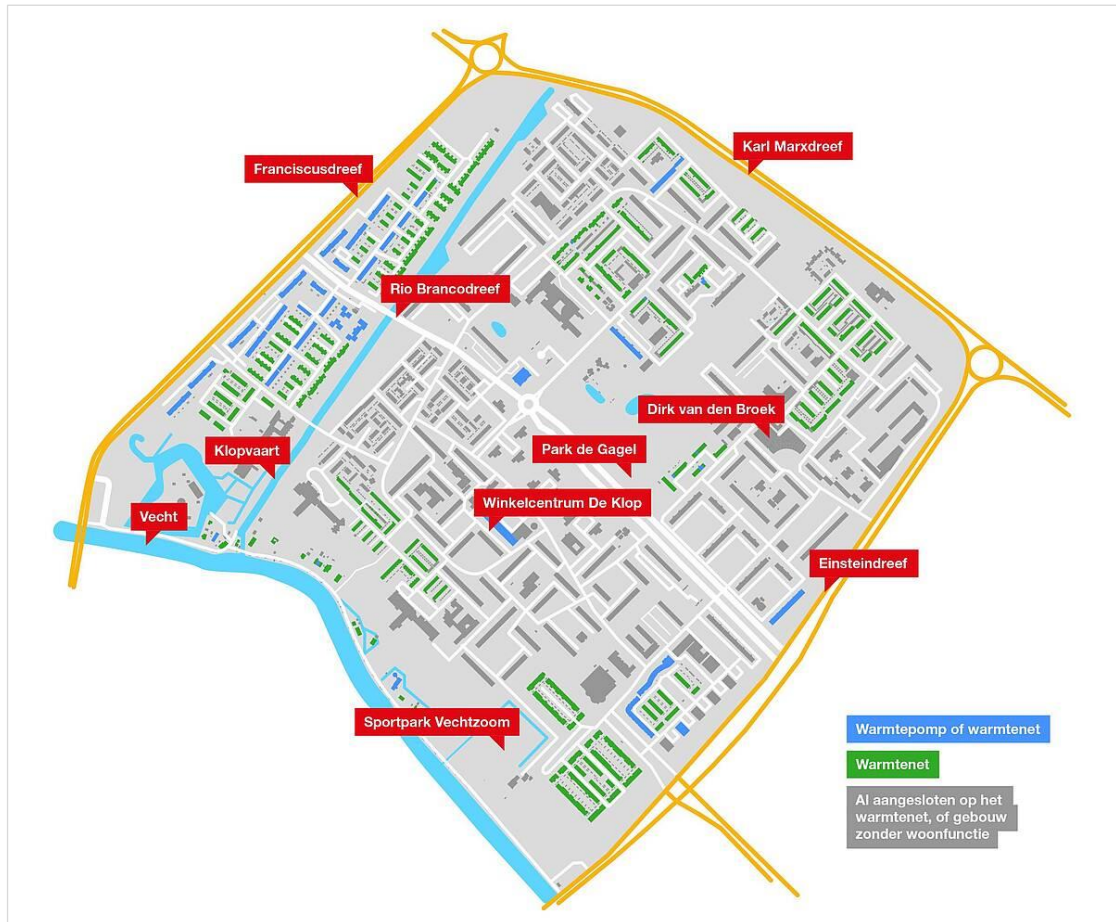 Karl Marxdreef
Franciscusdreef
Rio Brancodreef
Dirk van den Broek
Park de Gagel
Klopvaart
Winkelcentrum De Klop
Vecht
Einsteindreef
Sportpark Vechtzoom
Warmtepomp of warmtenet
Warmtenet
Al aangesloten op het
warmtenet, of gebouw
zonder woonfunctie